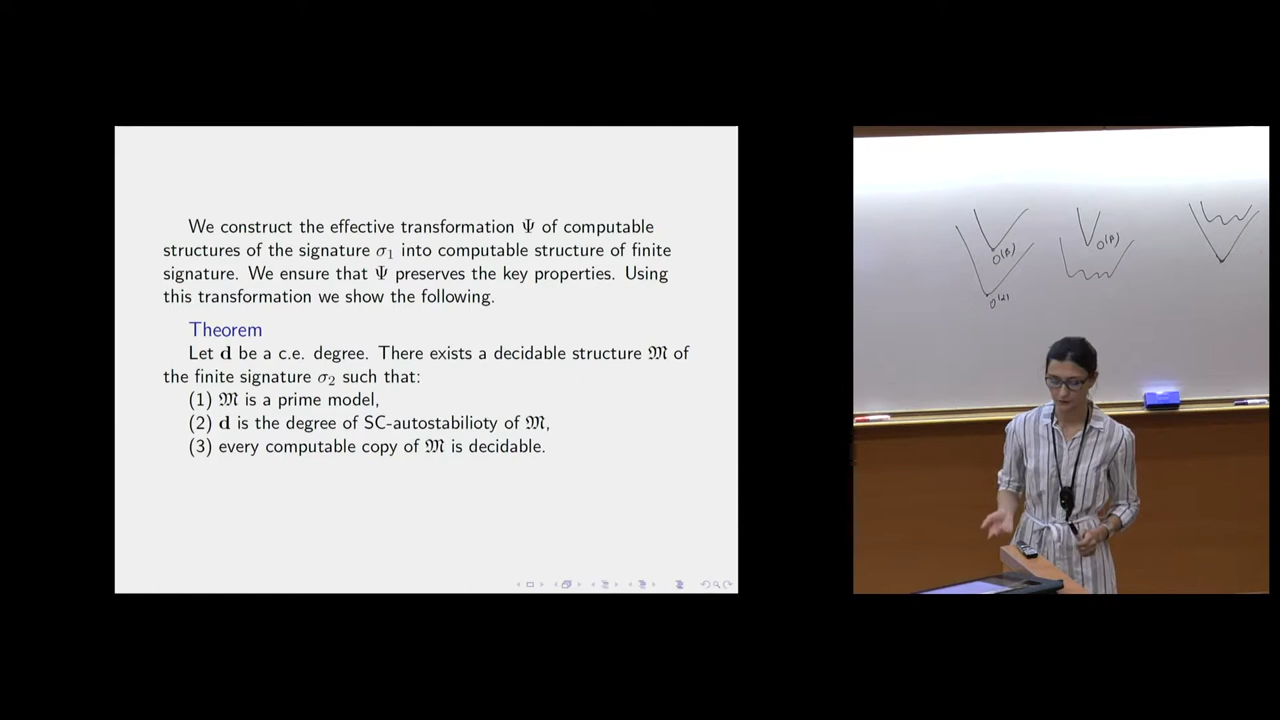 We construct the effective transformation Ψ of computable
structures of the signature σ₁ into computable structure of finite
signature. We ensure that Ψ preserves the key properties. Using
this transformation we show the following.
Theorem
Let d be a c.e. degree. There exists a decidable structure 𝔐 of
the finite signature σ₂ such that:
(1) 𝔐 is a prime model,
(2) d is the degree of SC-autostabilioty of 𝔐,
(3) every computable copy of 𝔐 is decidable.
0(β)
0(β)
0(α)